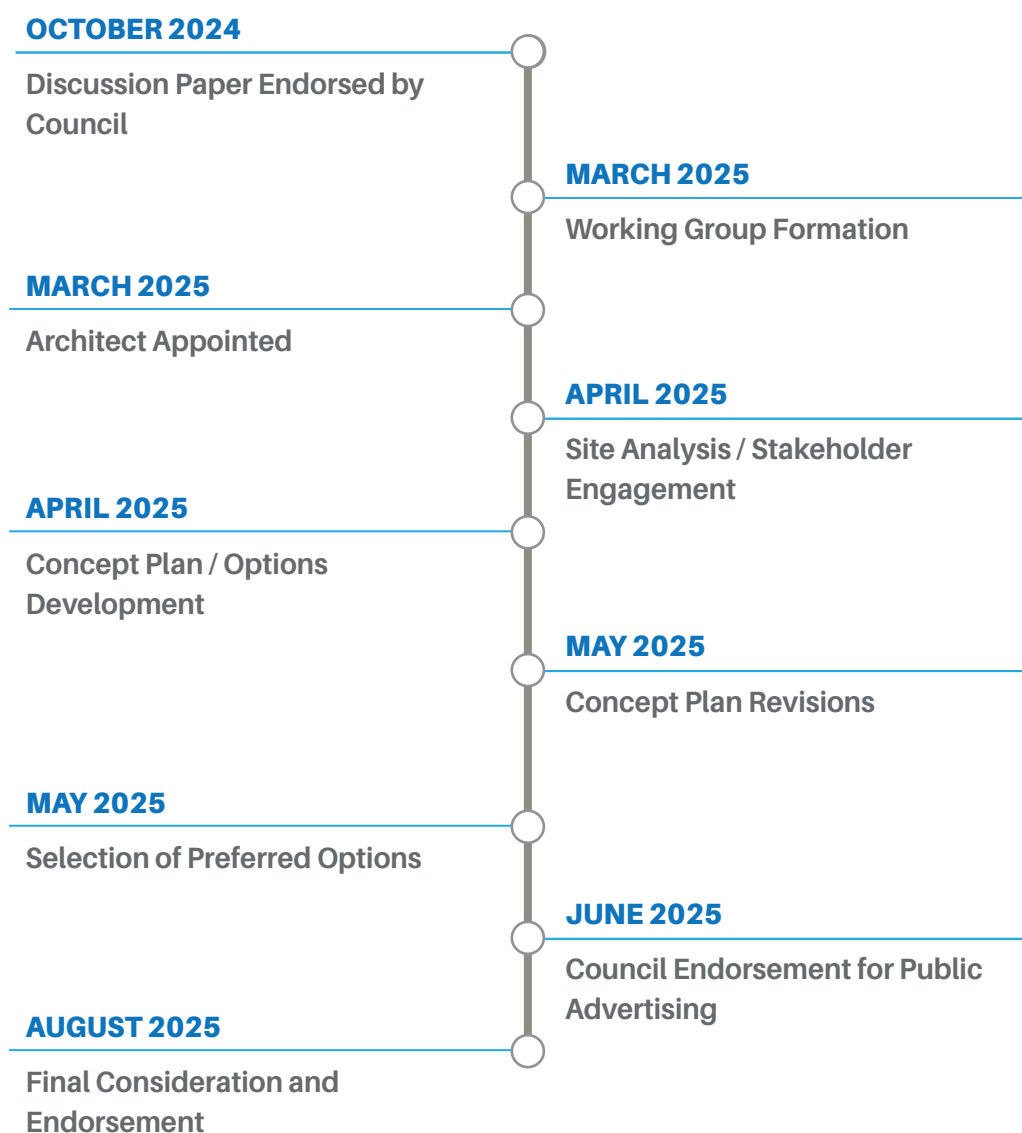 OCTOBER 2024
Discussion Paper Endorsed by
Council
MARCH 2025
Working Group Formation
MARCH 2025
Architect Appointed
APRIL 2025
Site Analysis / Stakeholder
Engagement
APRIL 2025
Concept Plan / Options
Development
MAY 2025
Concept Plan Revisions
MAY 2025
Selection of Preferred Options
JUNE 2025
Council Endorsement for Public
Advertising
AUGUST 2025
Final Consideration and
Endorsement